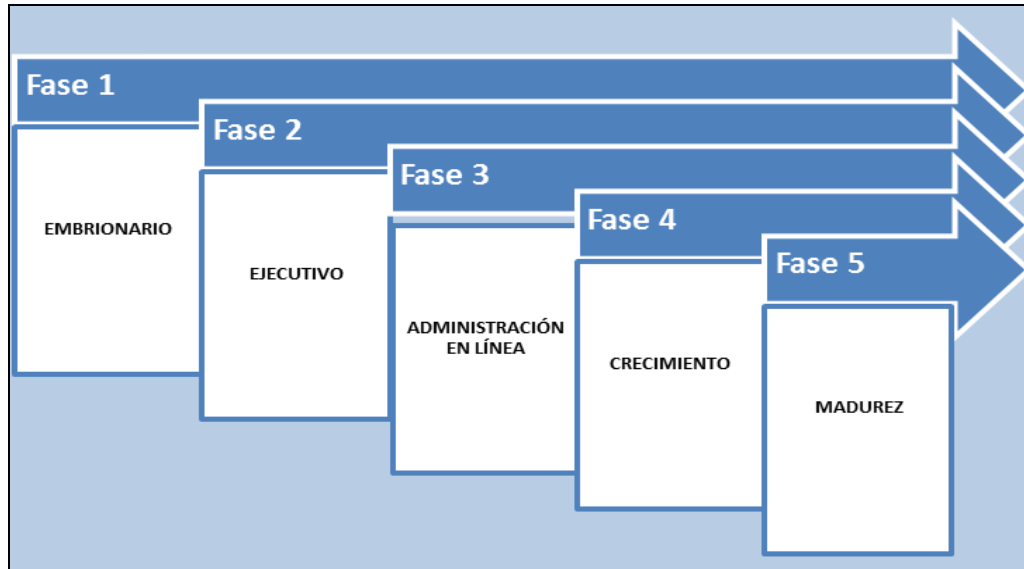 Fase 1
EMBRIONARIO
Fase 2
EJECUTIVO
Fase 3
ADMINISTRACIÓN
EN LÍNEA
Fase 4
CRECIMIENTO
Fase 5
MADUREZ